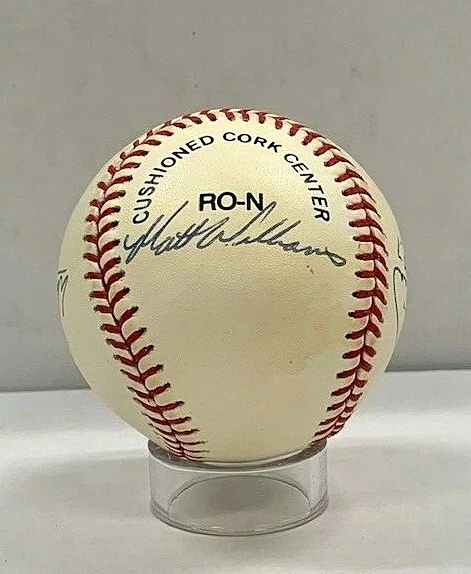 CUSHIONED CORK CENTER
RO-N
Matt Williams